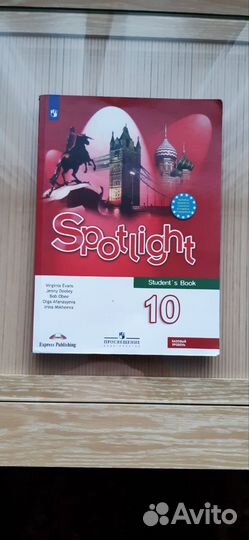 Spotlight
Student's Book
Virginia Evans
Jenny Dooley
Bob Obee
Olga Afanasyeva
Irina Mikheeva
10
Express Publishing
ПРОСВЕЩЕНИЕ
БАЗОВЫЙ
УРОВЕНЬ
Avito